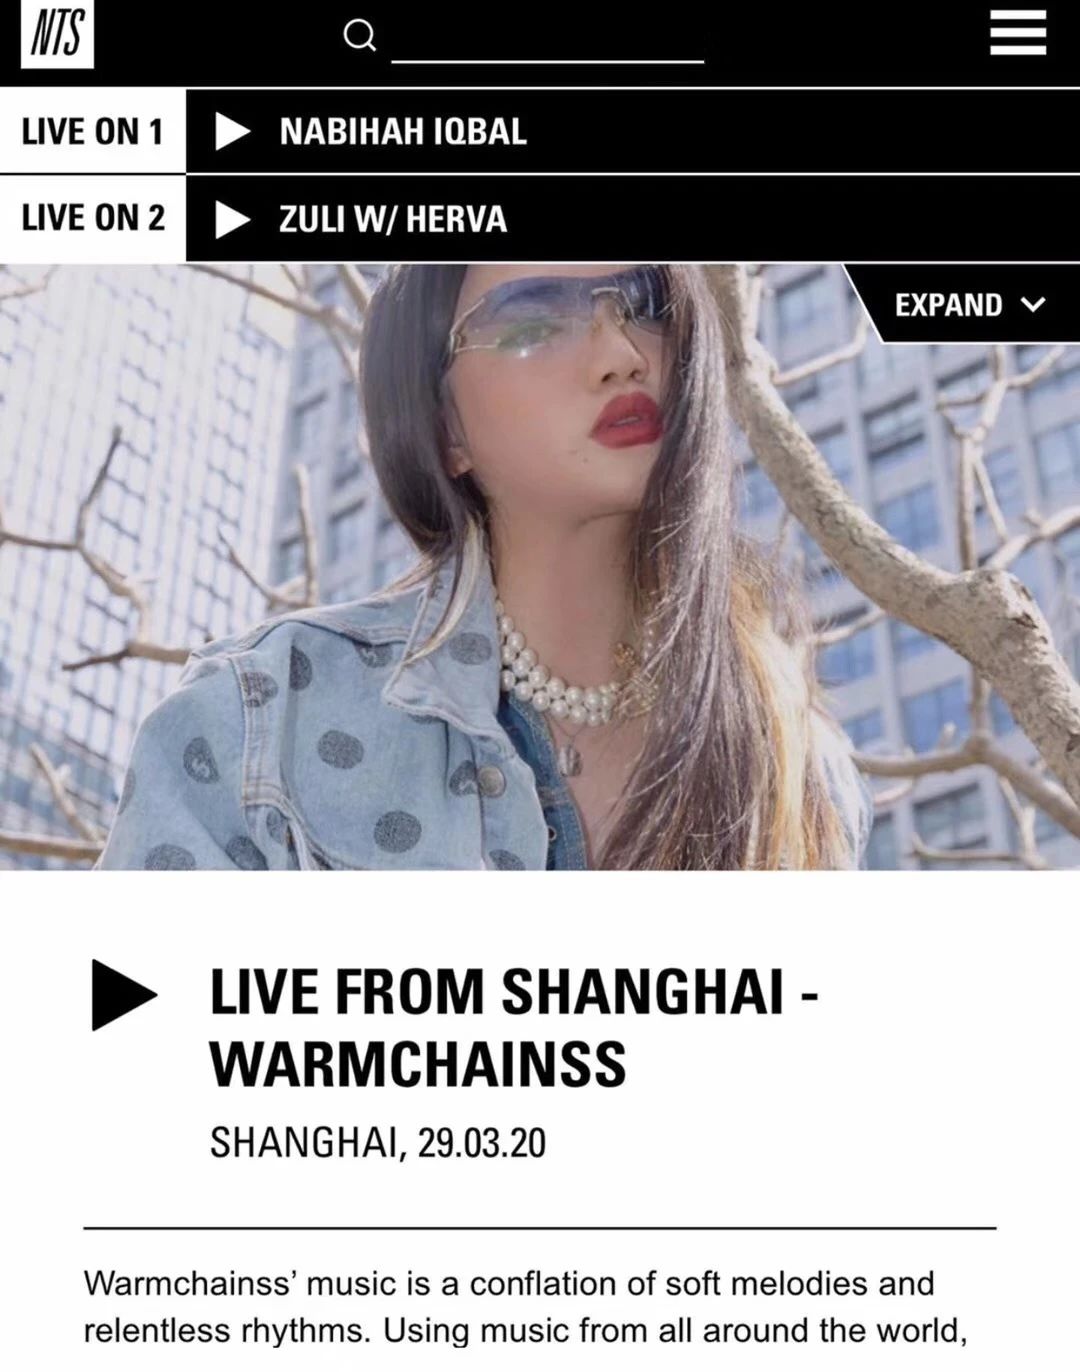 NTS
LIVE ON 1
NABIHAH IQBAL
LIVE ON 2
ZULI W/ HERVA
EXPAND
LIVE FROM SHANGHAI -
WARMCHAINSS
SHANGHAI, 29.03.20
Warmchainss’ music is a conflation of soft melodies and
relentless rhythms. Using music from all around the world,